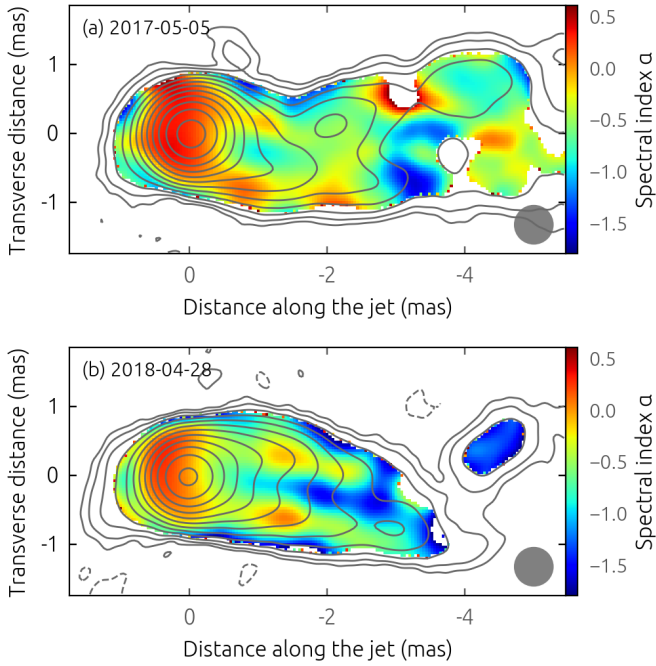 (a) 2017-05-05
Transverse distance (mas)
1
0
-1
0
-2
-4
Distance along the jet (mas)
0.5
0.0
−0.5
−1.0
−1.5
Spectral index α
(b) 2018-04-28
Transverse distance (mas)
1
0
-1
0
-2
-4
Distance along the jet (mas)
0.5
0.0
−0.5
−1.0
−1.5
Spectral index α